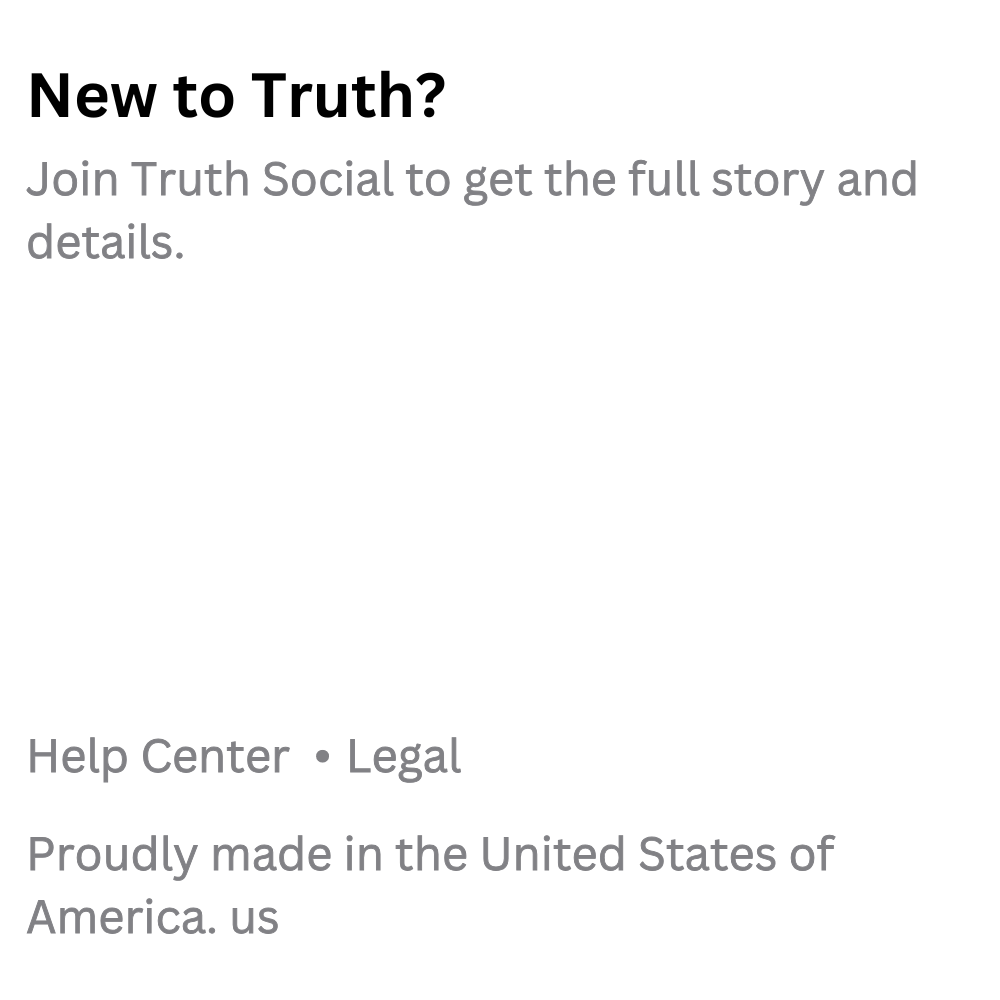 New to Truth?
Join Truth Social to get the full story and
details.
Help Center • Legal
Proudly made in the United States of
America. us